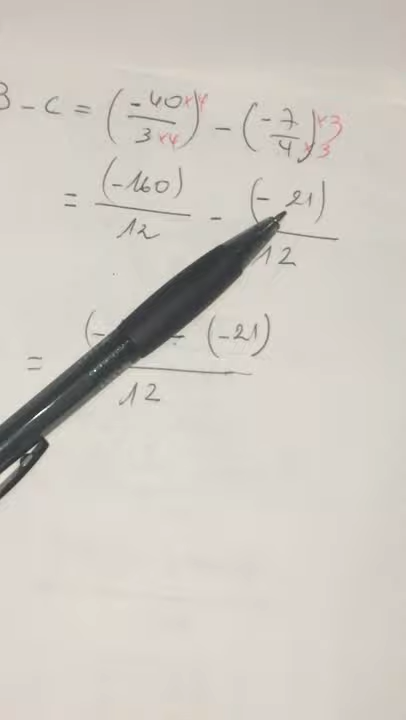 B - C = (-40×4 / 3×4) - (-7×3 / 4×3)
= (-160) / 12 - (-21) / 12
= (- - (-21) / 12